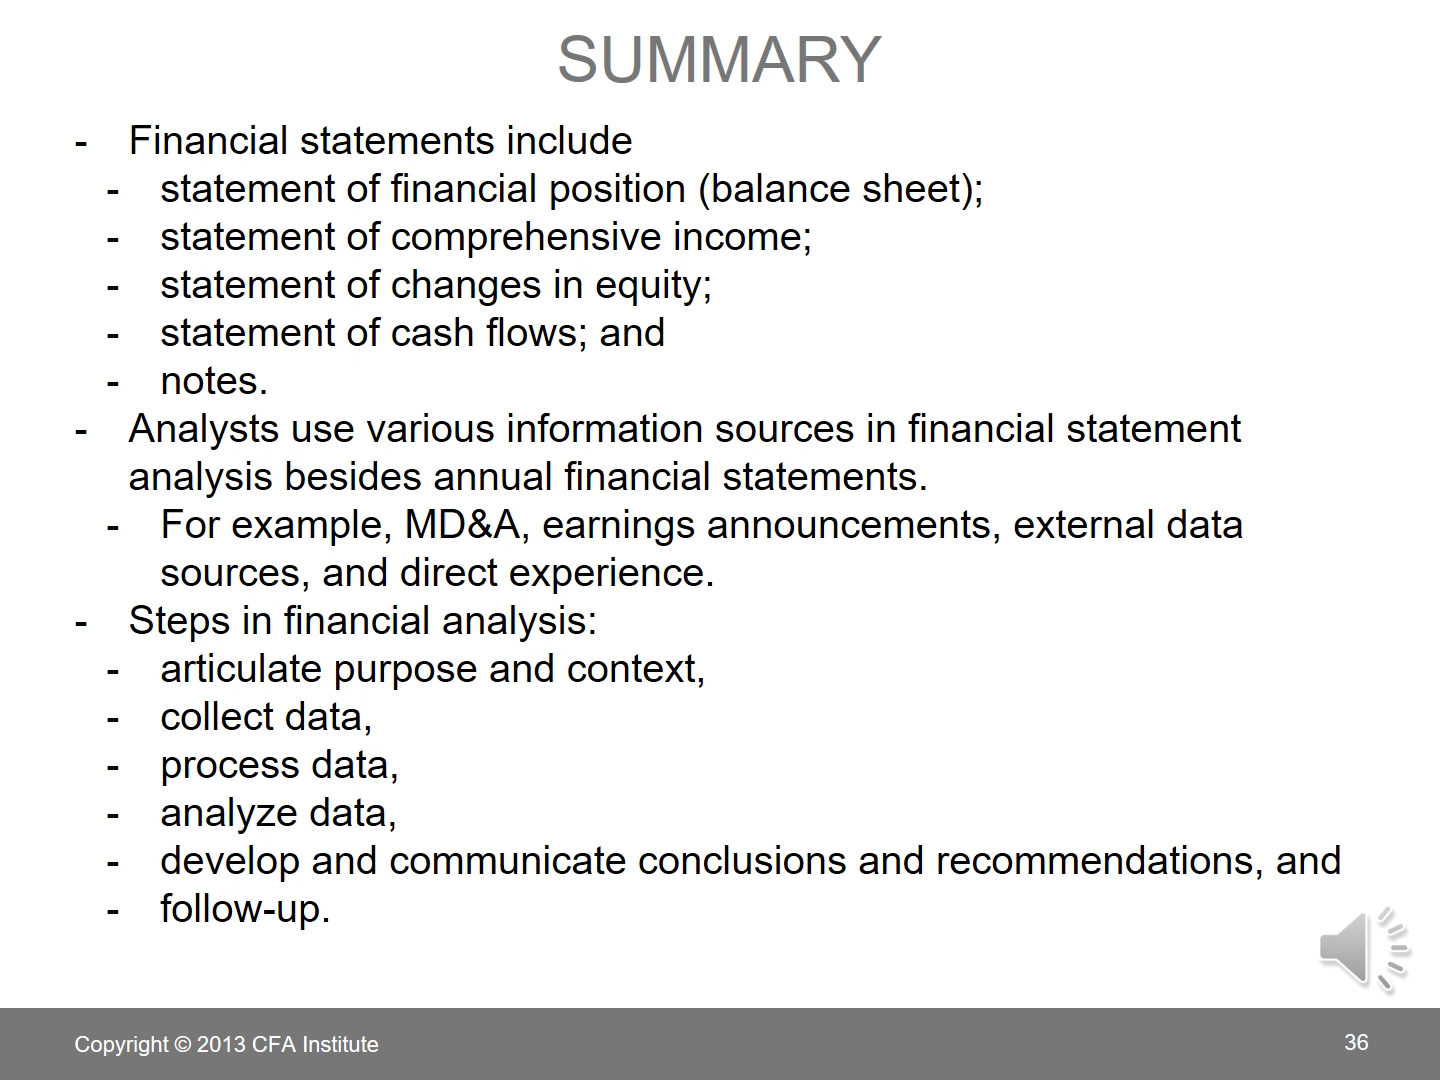 SUMMARY
- Financial statements include
- statement of financial position (balance sheet);
- statement of comprehensive income;
- statement of changes in equity;
- statement of cash flows; and
- notes.
- Analysts use various information sources in financial statement
analysis besides annual financial statements.
- For example, MD&A, earnings announcements, external data
sources, and direct experience.
- Steps in financial analysis:
- articulate purpose and context,
- collect data,
- process data,
- analyze data,
- develop and communicate conclusions and recommendations, and
- follow-up.
Copyright © 2013 CFA Institute
36